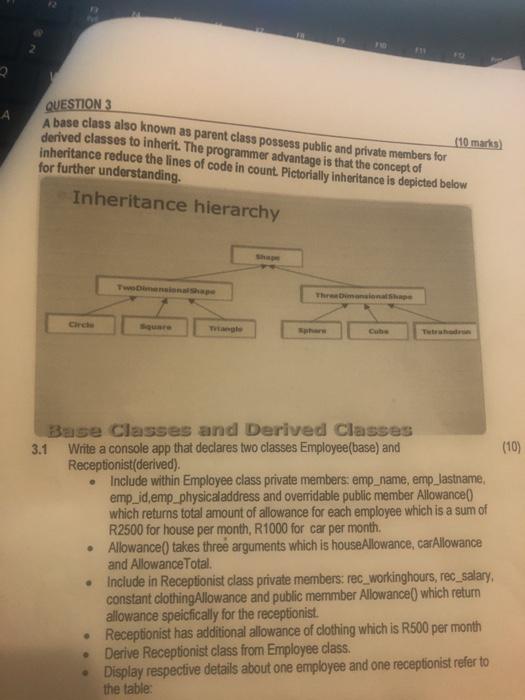 F2
F3
F8
F9
F10
F11
F12
@
2
Q
A
QUESTION 3
(10 marks)
A base class also known as parent class possess public and private members for
derived classes to inherit. The programmer advantage is that the concept of
inheritance reduce the lines of code in count. Pictorially inheritance is depicted below
for further understanding.
Inheritance hierarchy
Shape
TwoDimensionalShape
ThreeDimensionalShape
Circle
Square
Triangle
Sphere
Cube
Tetrahedron
Base Classes and Derived Classes
3.1 Write a console app that declares two classes Employee(base) and (10)
Receptionist(derived).
• Include within Employee class private members: emp_name, emp_lastname,
emp_id,emp_physicaladdress and overridable public member Allowance()
which returns total amount of allowance for each employee which is a sum of
R2500 for house per month, R1000 for car per month.
• Allowance() takes three arguments which is houseAllowance, carAllowance
and AllowanceTotal.
• Include in Receptionist class private members: rec_workinghours, rec_salary,
constant clothingAllowance and public memmber Allowance() which return
allowance speicfically for the receptionist.
• Receptionist has additional allowance of clothing which is R500 per month
• Derive Receptionist class from Employee class.
• Display respective details about one employee and one receptionist refer to
the table: